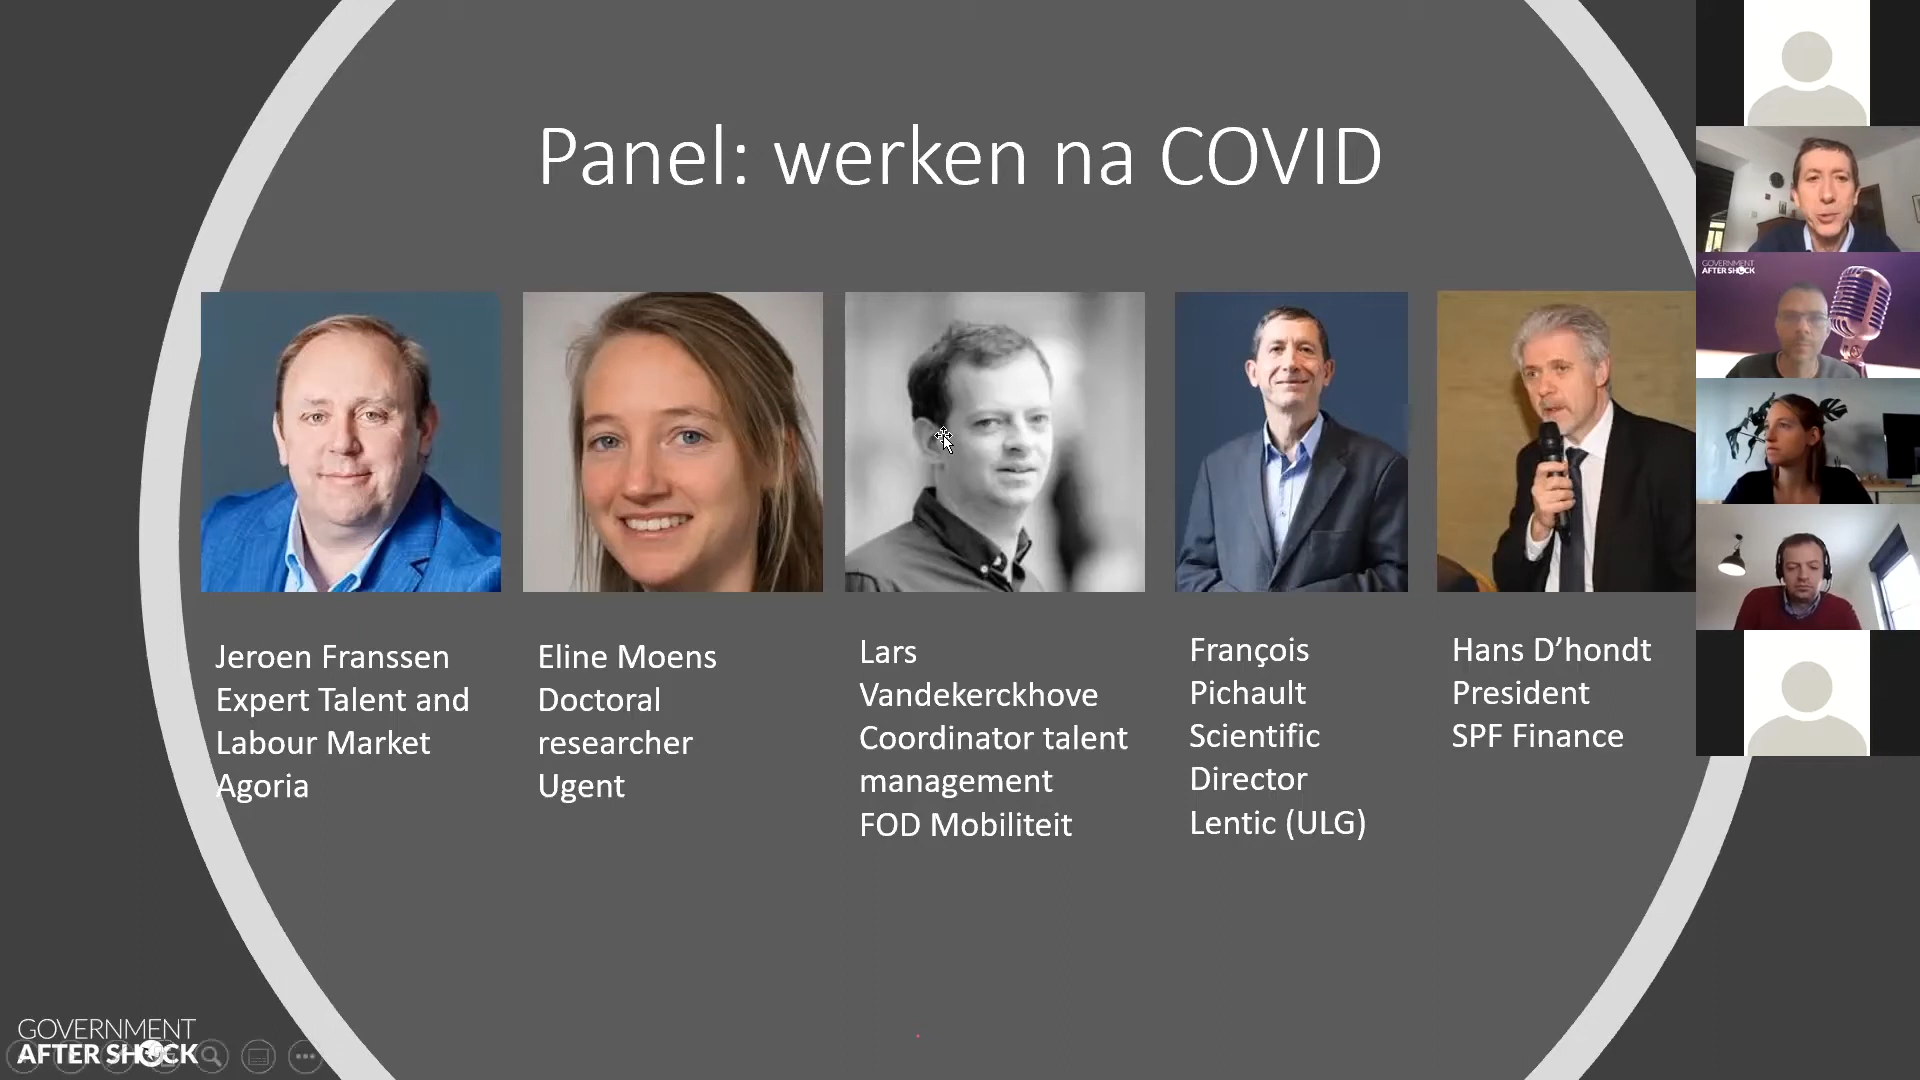 Panel: werken na COVID
Jeroen Franssen
Expert Talent and
Labour Market
Agoria
Eline Moens
Doctoral
researcher
Ugent
Lars
Vandekerckhove
Coordinator talent
management
FOD Mobiliteit
François
Pichault
Scientific
Director
Lentic (ULG)
Hans D’hondt
President
SPF Finance
GOVERNMENT
AFTER SHOCK
GOVERNMENT
AFTER SHOCK